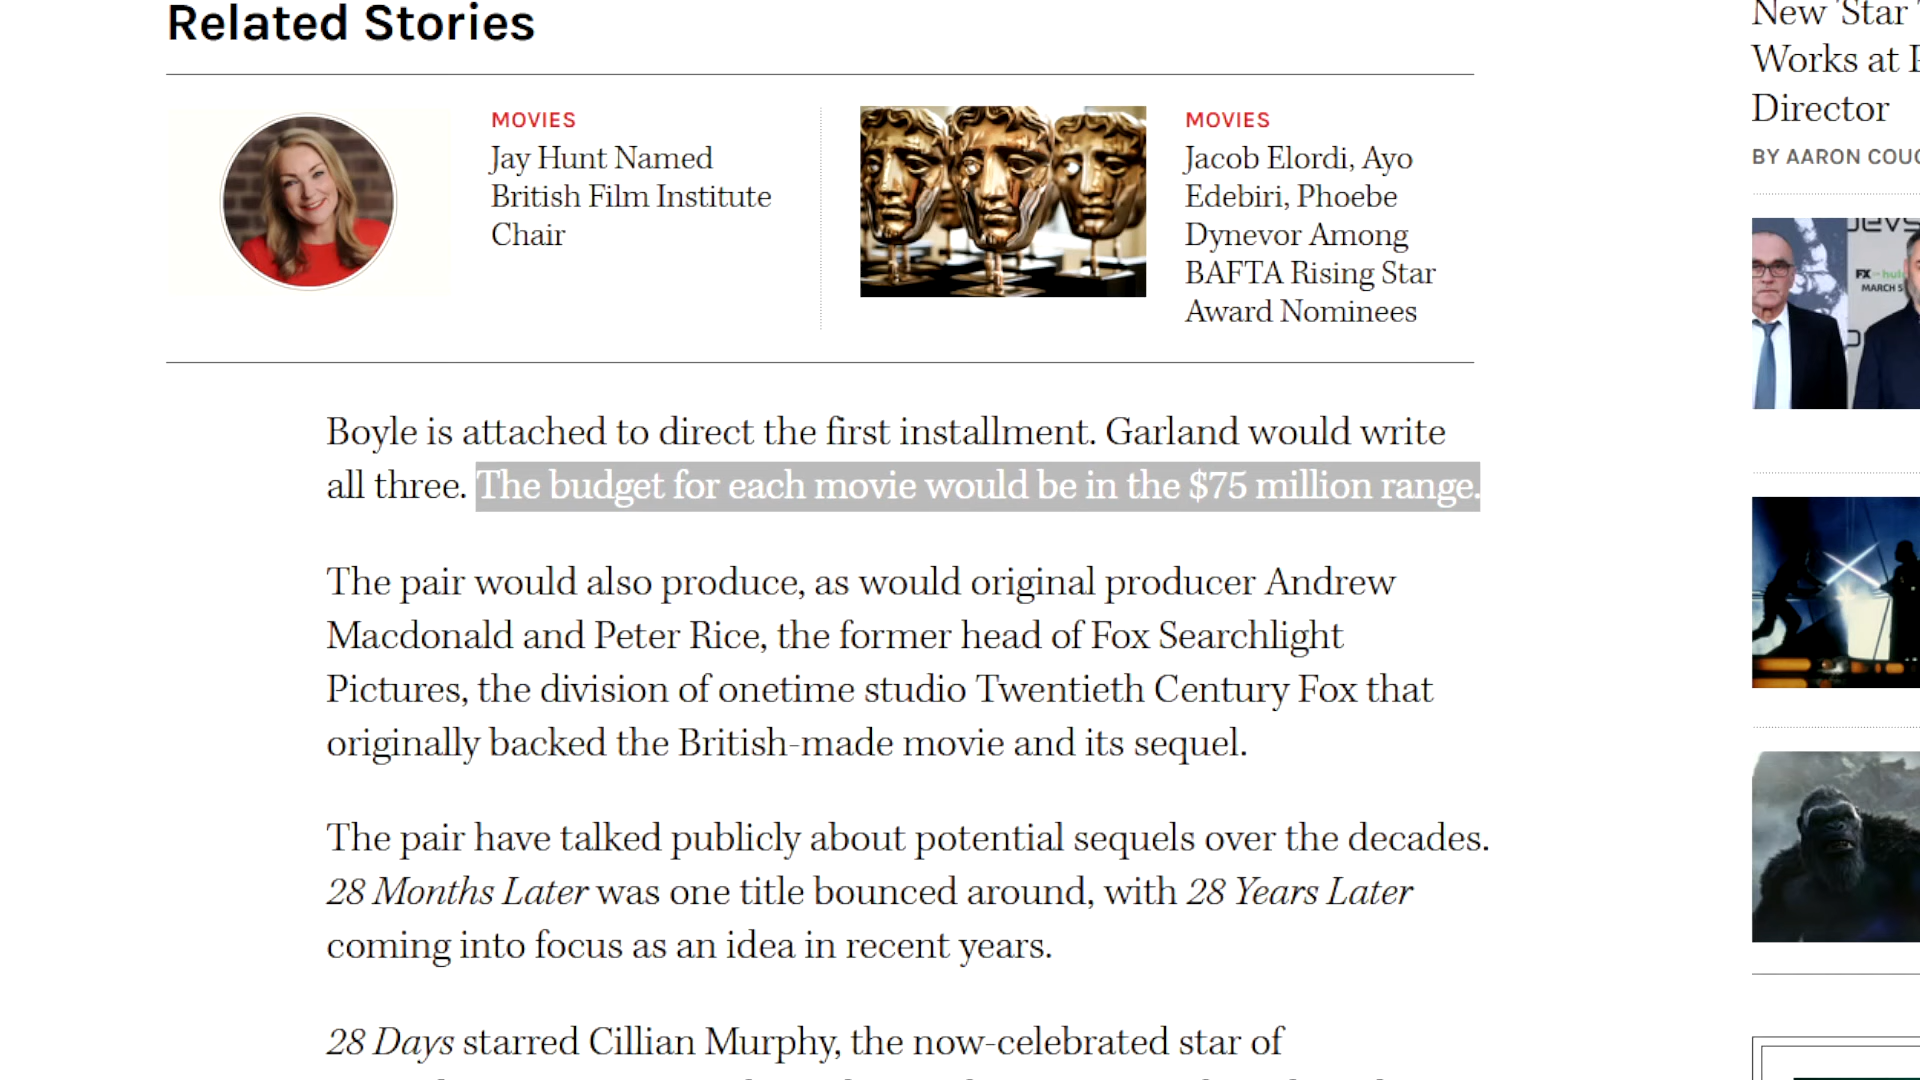 Related Stories
MOVIES
Jay Hunt Named
British Film Institute
Chair
MOVIES
Jacob Elordi, Ayo
Edebiri, Phoebe
Dynevor Among
BAFTA Rising Star
Award Nominees
Boyle is attached to direct the first installment. Garland would write
all three. The budget for each movie would be in the $75 million range.
The pair would also produce, as would original producer Andrew
Macdonald and Peter Rice, the former head of Fox Searchlight
Pictures, the division of onetime studio Twentieth Century Fox that
originally backed the British-made movie and its sequel.
The pair have talked publicly about potential sequels over the decades.
28 Months Later was one title bounced around, with 28 Years Later
coming into focus as an idea in recent years.
28 Days starred Cillian Murphy, the now-celebrated star of
New 'Star
Works at
Director
BY AARON
FX hulu
MARCH 5